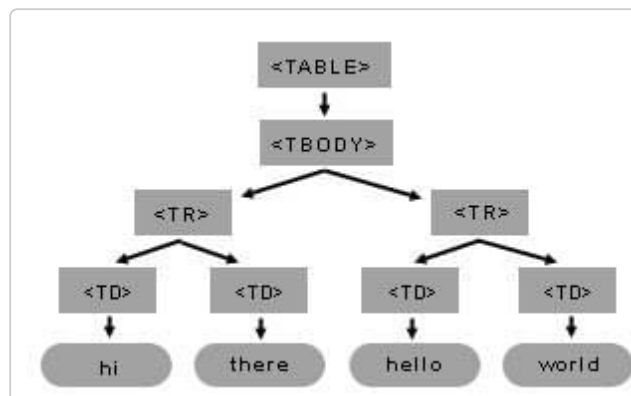 <TABLE>
<TBODY>
<TR> <TR>
<TD> <TD> <TD> <TD>
hi there hello world